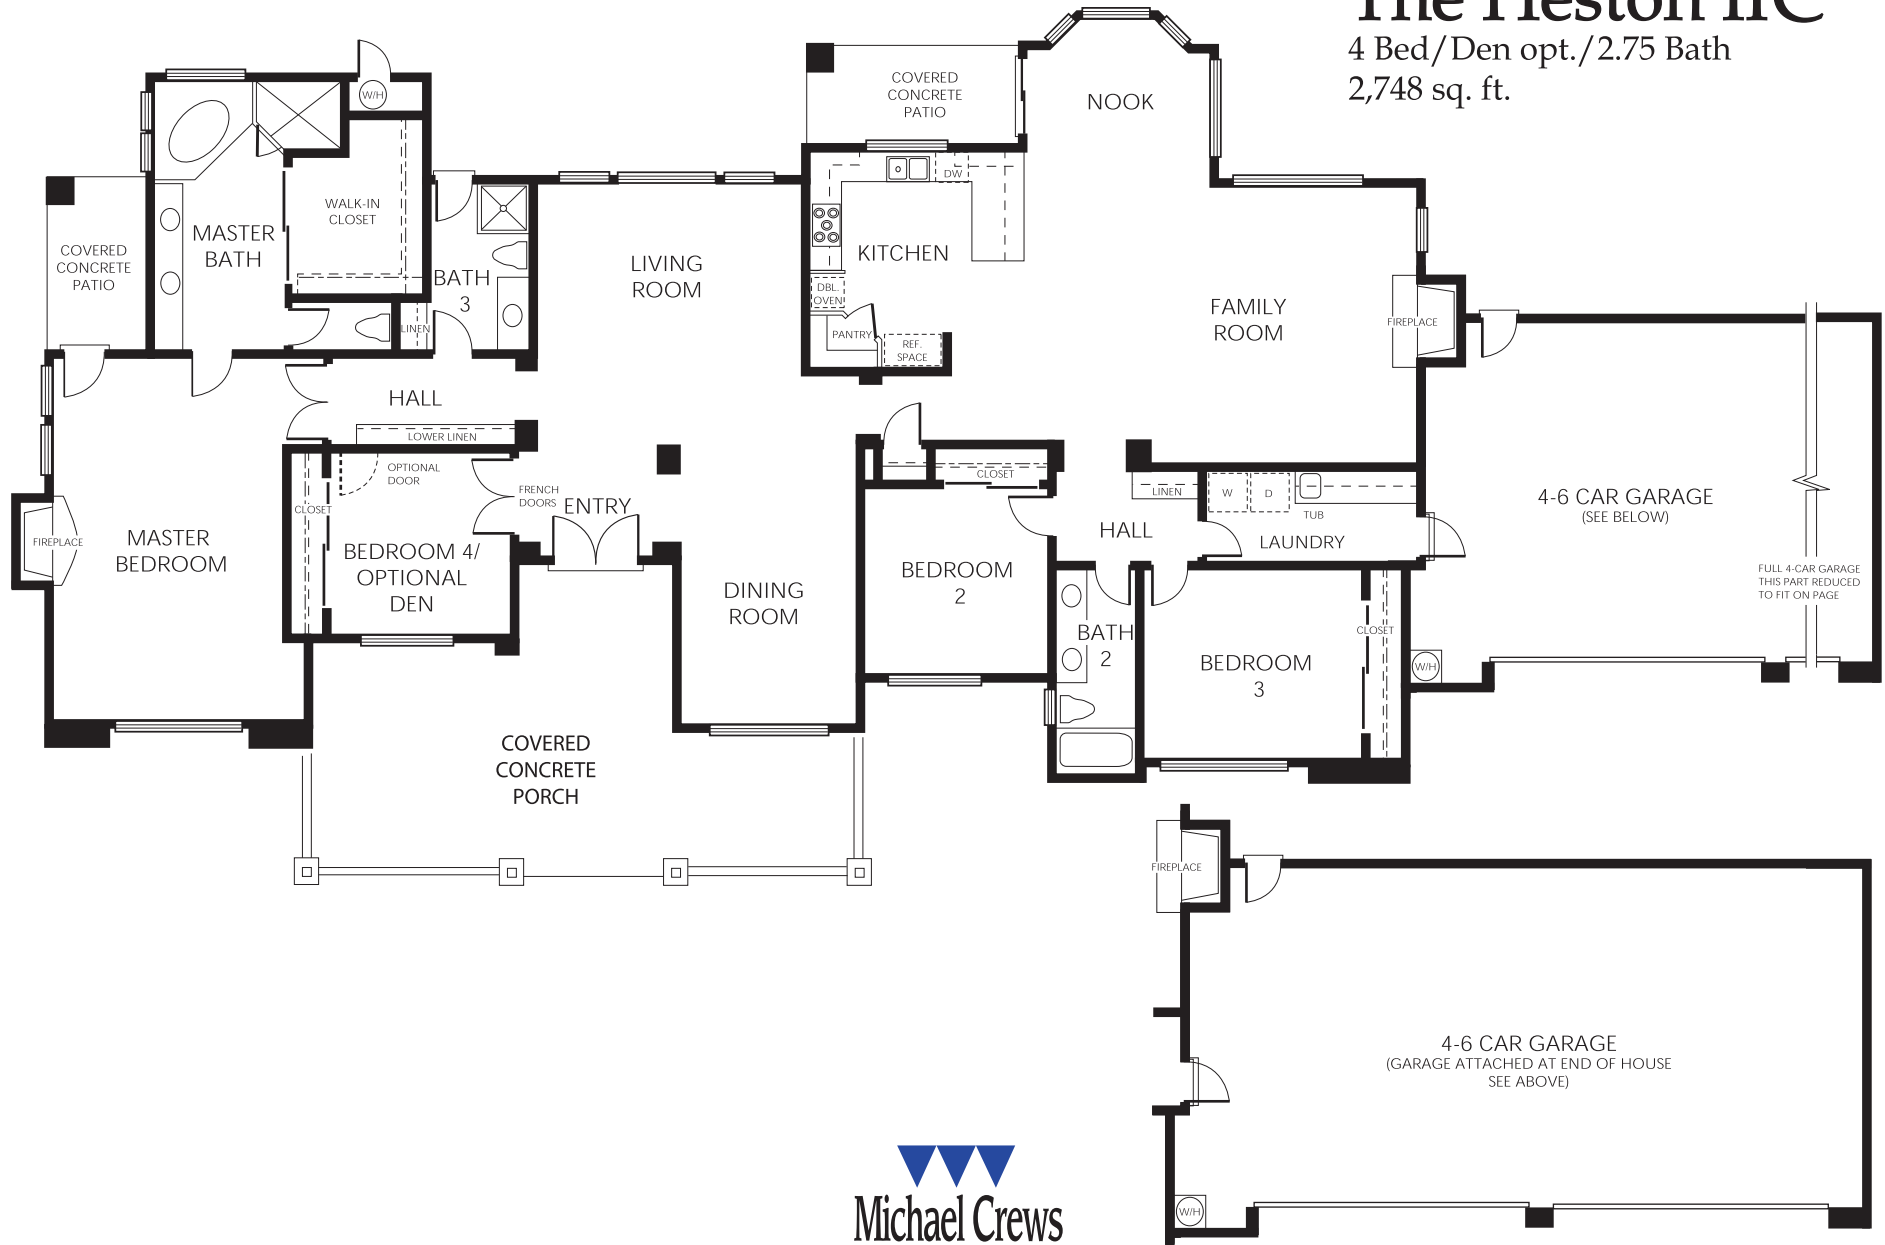 The Heston IIC
4 Bed/Den opt./2.75 Bath
2,748 sq. ft.
W/H
COVERED
CONCRETE
PATIO
NOOK
DW
WALK-IN
CLOSET
MASTER
BATH
COVERED
CONCRETE
PATIO
BATH
3
LIVING
ROOM
KITCHEN
DBL.
OVEN
LINEN
PANTRY
REF.
SPACE
FAMILY
ROOM
FIREPLACE
HALL
LOWER LINEN
OPTIONAL
DOOR
CLOSET
FRENCH
DOORS
ENTRY
CLOSET
LINEN
W
D
TUB
4-6 CAR GARAGE
(SEE BELOW)
FIREPLACE
MASTER
BEDROOM
BEDROOM 4/
OPTIONAL
DEN
HALL
LAUNDRY
BEDROOM
2
DINING
ROOM
FULL 4-CAR GARAGE
THIS PART REDUCED
TO FIT ON PAGE
BATH
2
CLOSET
BEDROOM
3
W/H
COVERED
CONCRETE
PORCH
FIREPLACE
4-6 CAR GARAGE
(GARAGE ATTACHED AT END OF HOUSE
SEE ABOVE)
W/H
Michael Crews